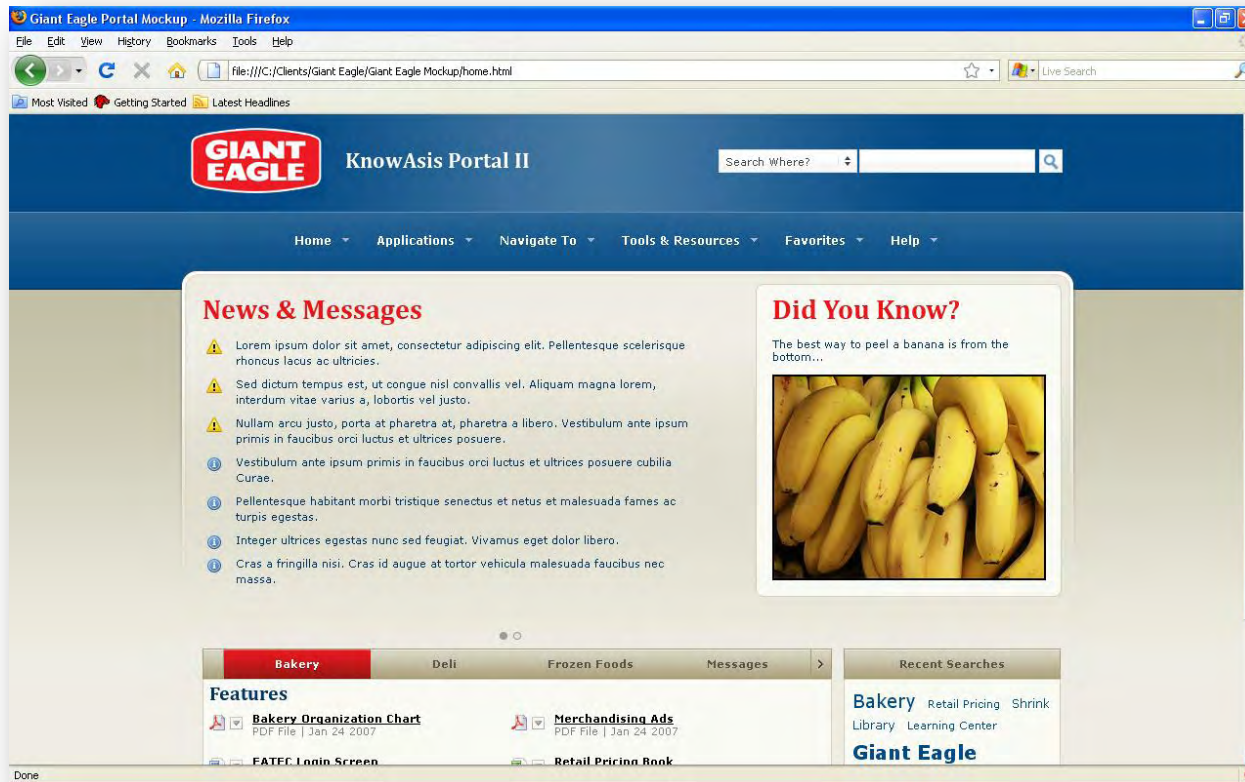 Giant Eagle Portal Mockup - Mozilla Firefox
File Edit View History Bookmarks Tools Help
file:///C:/Clients/Giant Eagle/Giant Eagle Mockup/home.html
Live Search
Most Visited Getting Started Latest Headlines
GIANT
EAGLE
KnowAsis Portal II
Search Where?
Home Applications Navigate To Tools & Resources Favorites Help
News & Messages
Lorem ipsum dolor sit amet, consectetur adipiscing elit. Pellentesque scelerisque
rhoncus lacus ac ultricies.
Sed dictum tempus est, ut congue nisl convallis vel. Aliquam magna lorem,
interdum vitae varius a, lobortis vel justo.
Nullam arcu justo, porta at pharetra at, pharetra a libero. Vestibulum ante ipsum
primis in faucibus orci luctus et ultrices posuere.
Vestibulum ante ipsum primis in faucibus orci luctus et ultrices posuere cubilia
Curae.
Pellentesque habitant morbi tristique senectus et netus et malesuada fames ac
turpis egestas.
Integer ultrices egestas nunc sed feugiat. Vivamus eget dolor libero.
Cras a fringilla nisi. Cras id augue at tortor vehicula malesuada faucibus nec
massa.
Did You Know?
The best way to peel a banana is from the
bottom...
Bakery Deli Frozen Foods Messages >
Features
Bakery Organization Chart
PDF File | Jan 24 2007
Merchandising Ads
PDF File | Jan 24 2007
EATEC Login Screen
Retail Pricing Book
Recent Searches
Bakery Retail Pricing Shrink
Library Learning Center
Giant Eagle
Done